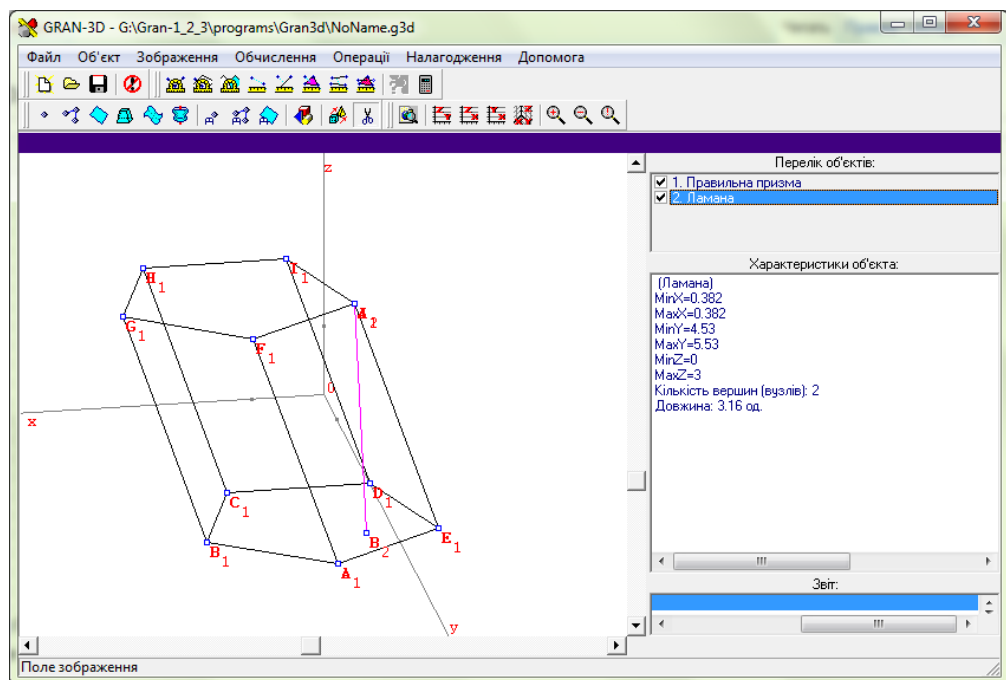 GRAN-3D - G:\Gran-1_2_3\programs\Gran3d\NoName.g3d
Файл Об'єкт Зображення Обчислення Операції Налагодження Допомога
Перелік об'єктів:
1. Правильна призма
2. Ламана
Характеристики об'єкта:
(Ламана)
MinX=0.382
MaxX=0.382
MinY=4.53
MaxY=5.53
MinZ=0
MaxZ=3
Кількість вершин (вузлів): 2
Довжина: 3.16 од.
Звіт:
z
I1
H1
G1
F1
0
x
D1
C1
B1
B2
E1
A1
y
Поле зображення